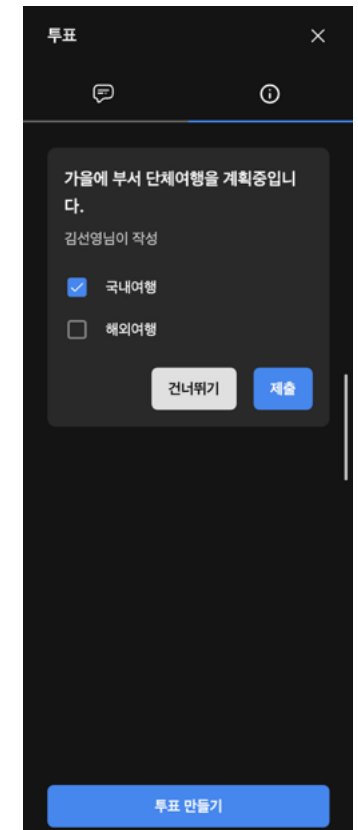 투표
가을에 부서 단체여행을 계획중입니
다.
김선영님이 작성
국내여행
해외여행
건너뛰기
제출
투표 만들기